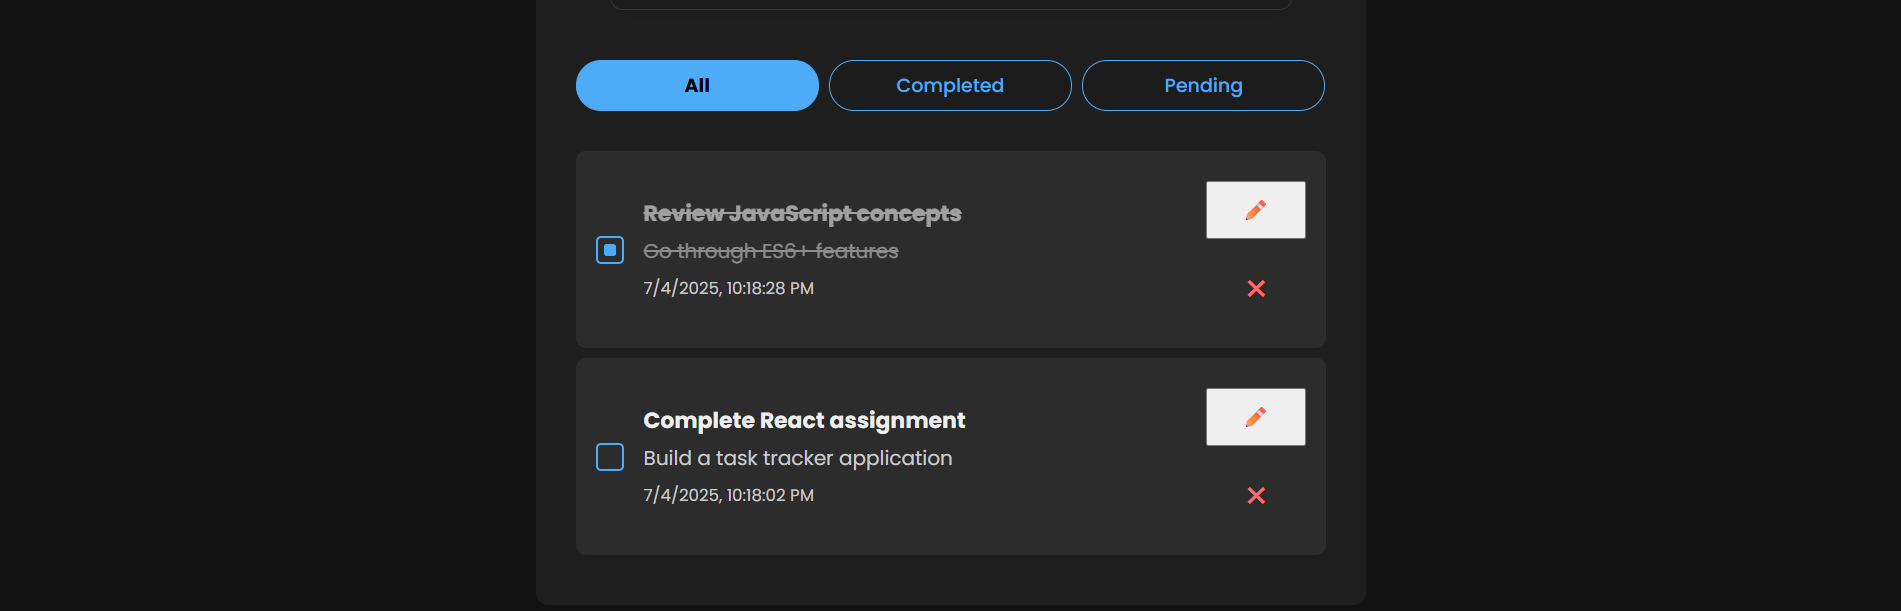 All
Completed
Pending
Review JavaScript concepts
Go through ES6+ features
7/4/2025, 10:18:28 PM
Complete React assignment
Build a task tracker application
7/4/2025, 10:18:02 PM